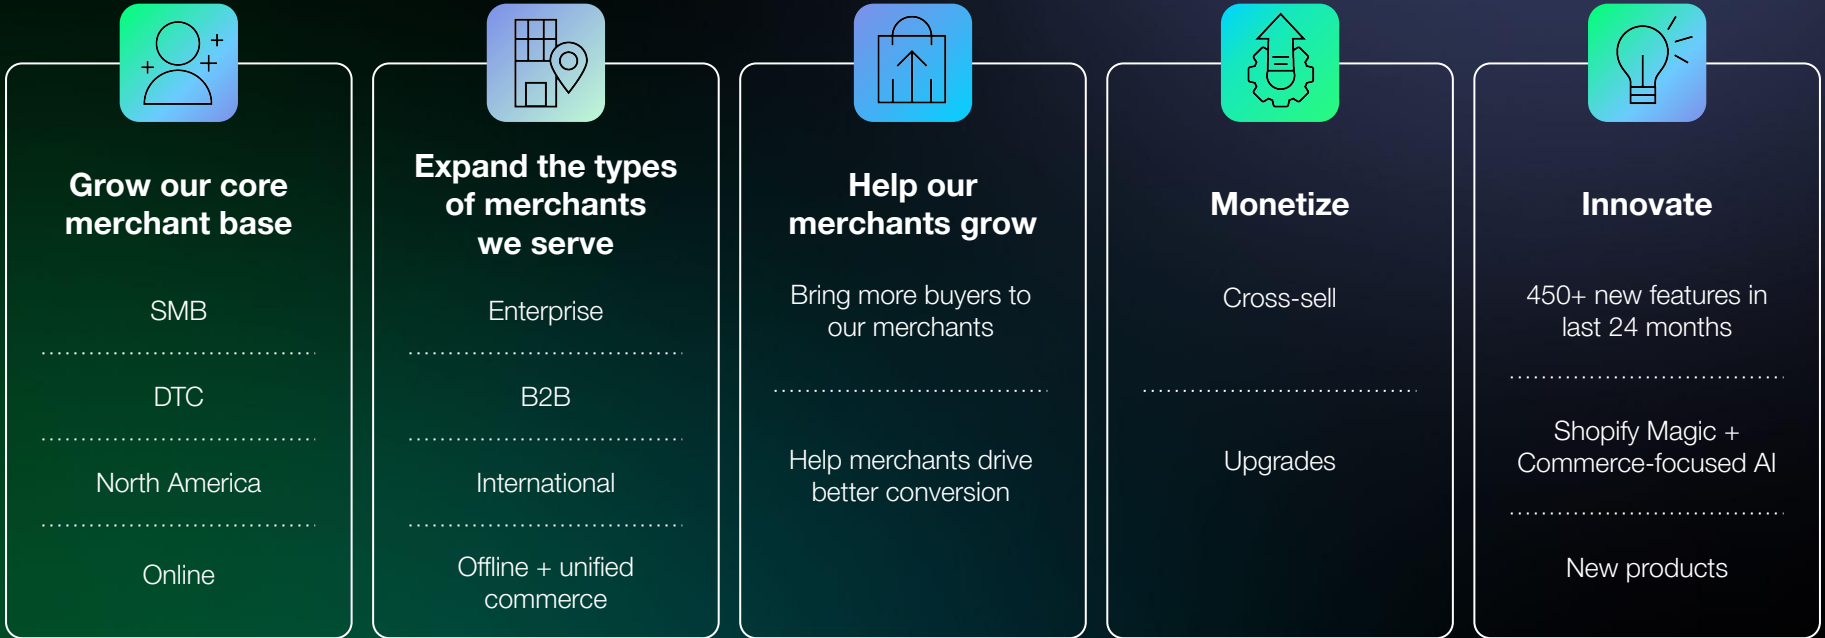 Grow our core
merchant base
SMB
DTC
North America
Online
Expand the types
of merchants
we serve
Enterprise
B2B
International
Offline + unified
commerce
Help our
merchants grow
Bring more buyers to
our merchants
Help merchants drive
better conversion
Monetize
Cross-sell
Upgrades
Innovate
450+ new features in
last 24 months
Shopify Magic +
Commerce-focused AI
New products